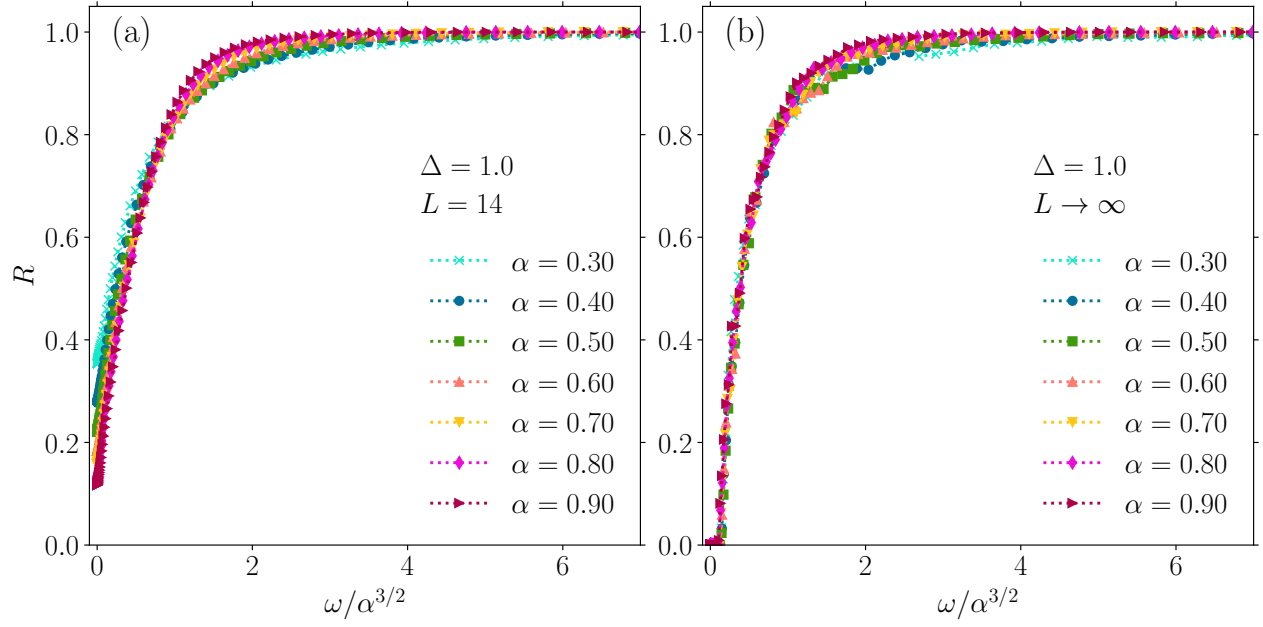 (a)
R
1.0
0.8
0.6
0.4
0.2
0.0
Δ = 1.0
L = 14
α = 0.30
α = 0.40
α = 0.50
α = 0.60
α = 0.70
α = 0.80
α = 0.90
0 2 4 6
ω/α^{3/2}
(b)
1.0
0.8
0.6
0.4
0.2
0.0
Δ = 1.0
L → ∞
α = 0.30
α = 0.40
α = 0.50
α = 0.60
α = 0.70
α = 0.80
α = 0.90
0 2 4 6
ω/α^{3/2}